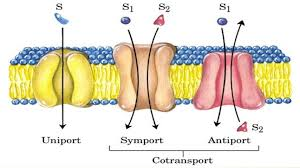 S S₁ S₂ S₁
S₂
Uniport Symport Antiport
Cotransport